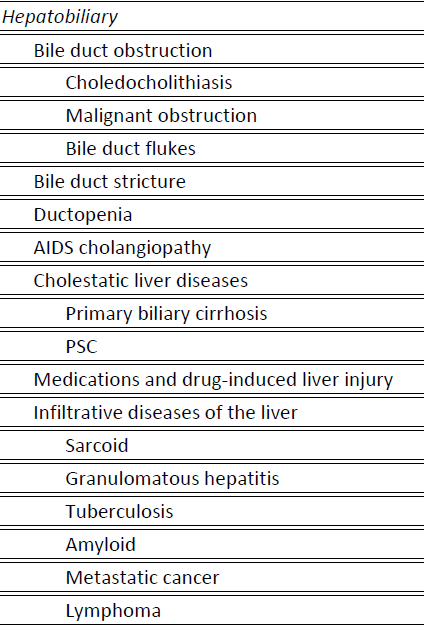 Hepatobiliary
Bile duct obstruction
Choledocholithiasis
Malignant obstruction
Bile duct flukes
Bile duct stricture
Ductopenia
AIDS cholangiopathy
Cholestatic liver diseases
Primary biliary cirrhosis
PSC
Medications and drug-induced liver injury
Infiltrative diseases of the liver
Sarcoid
Granulomatous hepatitis
Tuberculosis
Amyloid
Metastatic cancer
Lymphoma